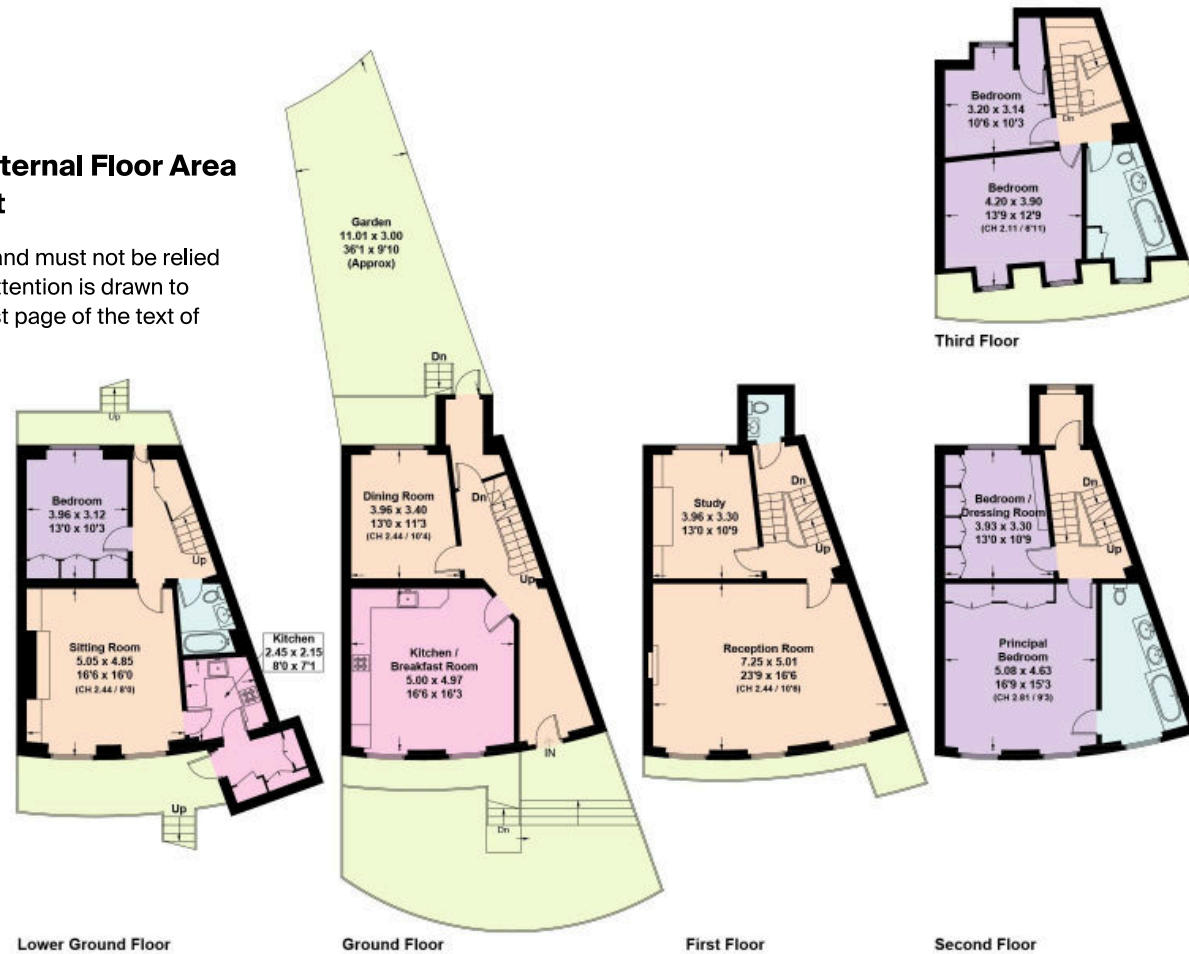 ternal Floor Area
t
and must not be relied
ttention is drawn to
st page of the text of
Garden
11.01 x 3.00
36'1 x 9'10
(Approx)
Dn
Bedroom
3.20 x 3.14
10'6 x 10'3
Dn
Bedroom
4.20 x 3.90
13'9 x 12'9
(CH 2.11 / 6'11)
Third Floor
Up
Bedroom
3.96 x 3.12
13'0 x 10'3
Up
Sitting Room
5.05 x 4.85
16'6 x 16'0
(CH 2.44 / 8'0)
Kitchen
2.45 x 2.15
8'0 x 7'1
Up
Lower Ground Floor
Dining Room
3.96 x 3.40
13'0 x 11'3
(CH 2.44 / 10'4)
Dn
Up
Kitchen /
Breakfast Room
5.00 x 4.97
16'6 x 16'3
IN
Dn
Ground Floor
Study
3.96 x 3.30
13'0 x 10'9
Dn
Up
Reception Room
7.25 x 5.01
23'9 x 16'6
(CH 2.44 / 10'8)
First Floor
Bedroom /
Dressing Room
3.93 x 3.30
13'0 x 10'9
Dn
Up
Principal
Bedroom
5.08 x 4.63
16'9 x 15'3
(CH 2.81 / 9'3)
Second Floor